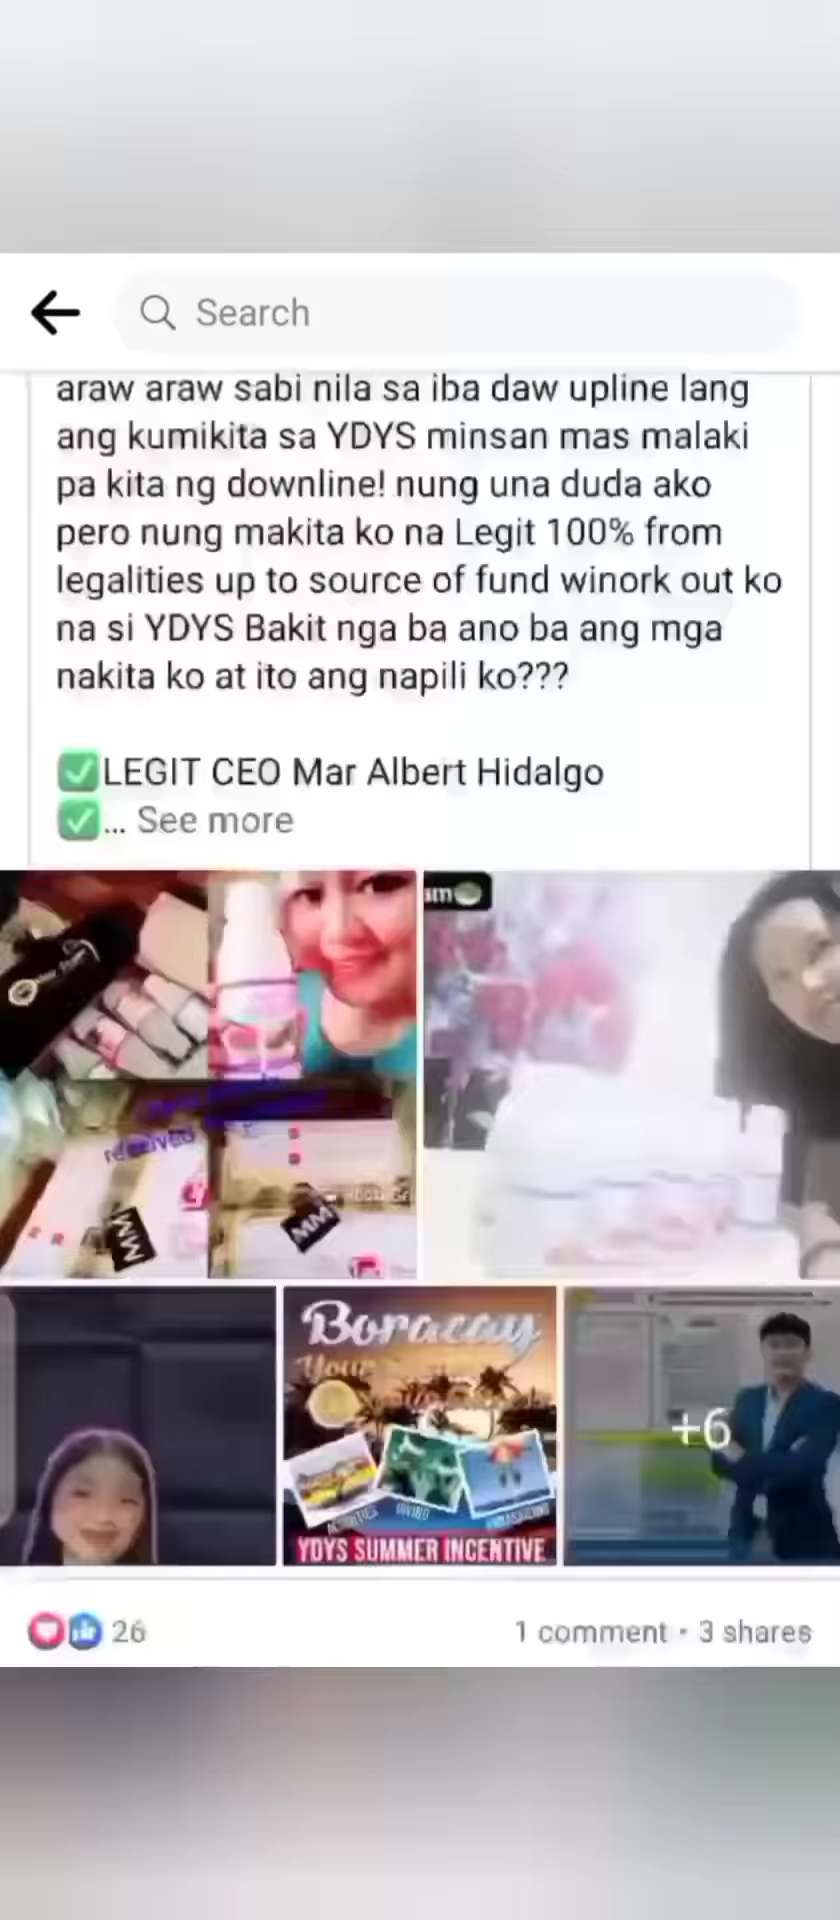 Search
araw araw sabi nila sa iba daw upline lang
ang kumikita sa YDYS minsan mas malaki
pa kita ng downline! nung una duda ako
pero nung makita ko na Legit 100% from
legalities up to source of fund winork out ko
na si YDYS Bakit nga ba ano ba ang mga
nakita ko at ito ang napili ko???
✅LEGIT CEO Mar Albert Hidalgo
✅... See more
received
MM
MM
Boracay
Your
YDYS SUMMER INCENTIVE
+6
26
1 comment • 3 shares